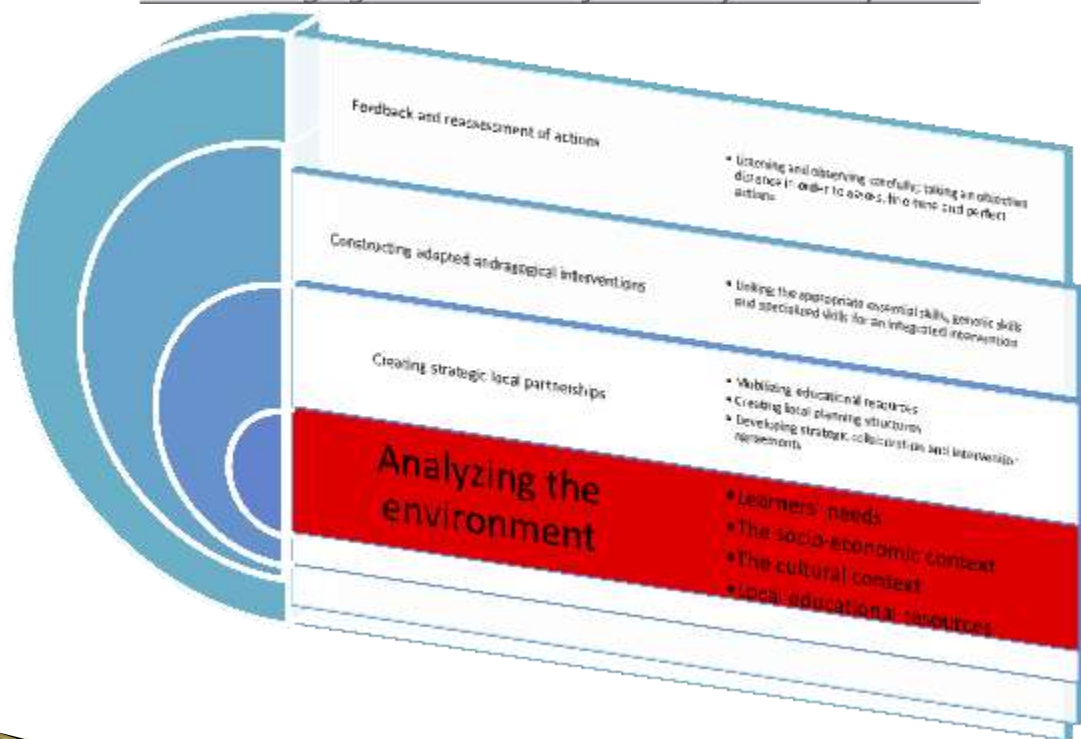 Feedback and reassessment of actions
• Listening and observing carefully; taking an objective
distance in order to assess, fine-tune and perfect
actions
Constructing adapted andragogical interventions
• Linking the appropriate essential skills, generic skills
and specialized skills for an integrated intervention
Creating strategic local partnerships
• Mobilizing educational resources
• Creating local planning structures
• Developing strategic collaboration and intervention
agreements
Analyzing the
environment
• Learners' needs
• The socio-economic context
• The cultural context
• Local educational resources